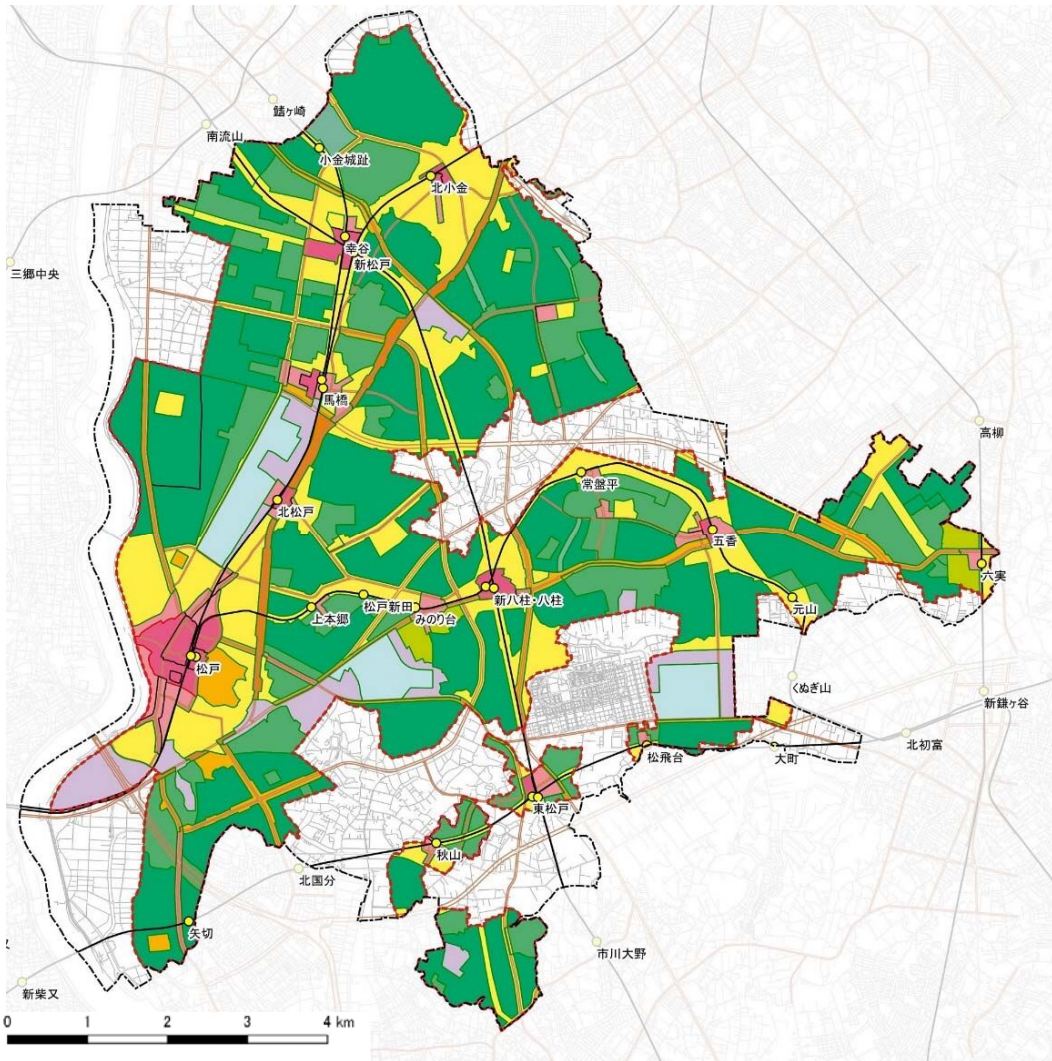 鰭ヶ崎
南流山
小金城趾
北小金
幸谷
新松戸
三郷中央
馬橋
高柳
常盤平
北松戸
五香
六実
新八柱・八柱
松戸新田
みのり台
上本郷
元山
松戸
くぬぎ山
新鎌ヶ谷
北初富
松飛台
大町
東松戸
秋山
北国分
矢切
市川大野
新柴又
0 1 2 3 4 km